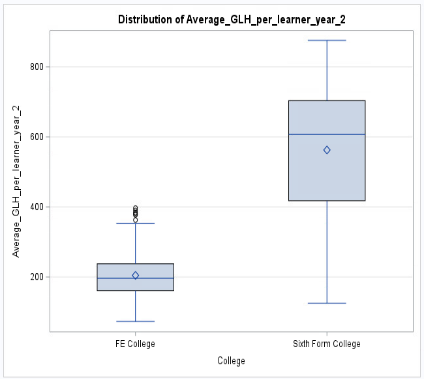 Distribution of Average_GLH_per_learner_year_2
Average_GLH_per_learner_year_2
800
600
400
200
FE College
Sixth Form College
College